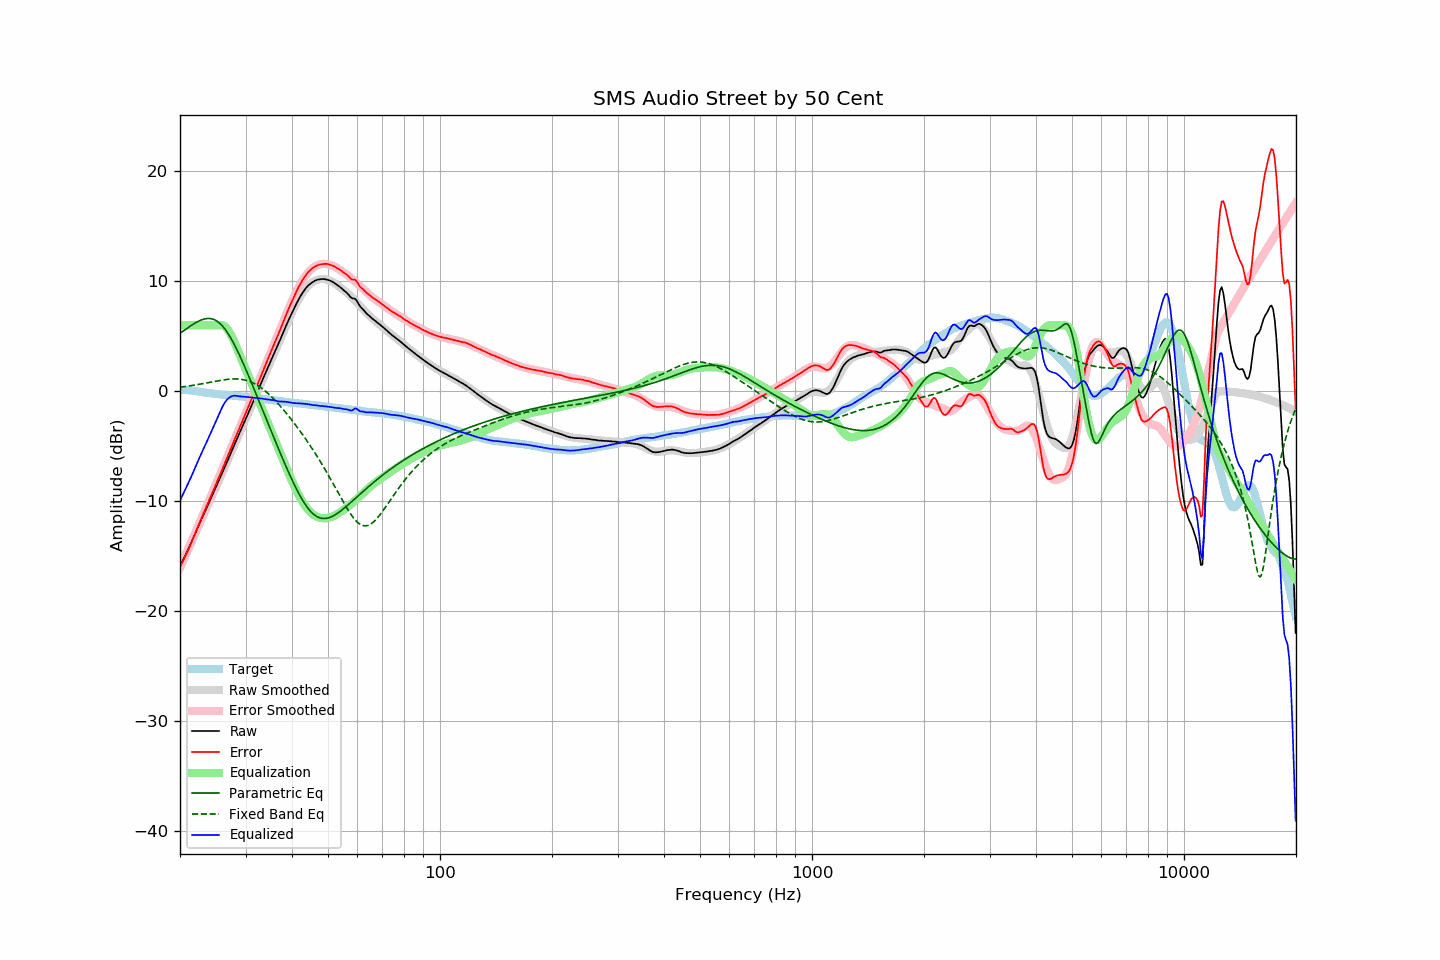 SMS Audio Street by 50 Cent
20
10
0
−10
−20
−30
−40
Amplitude (dBr)
Target
Raw Smoothed
Error Smoothed
Raw
Error
Equalization
Parametric Eq
Fixed Band Eq
Equalized
100
1000
10000
Frequency (Hz)